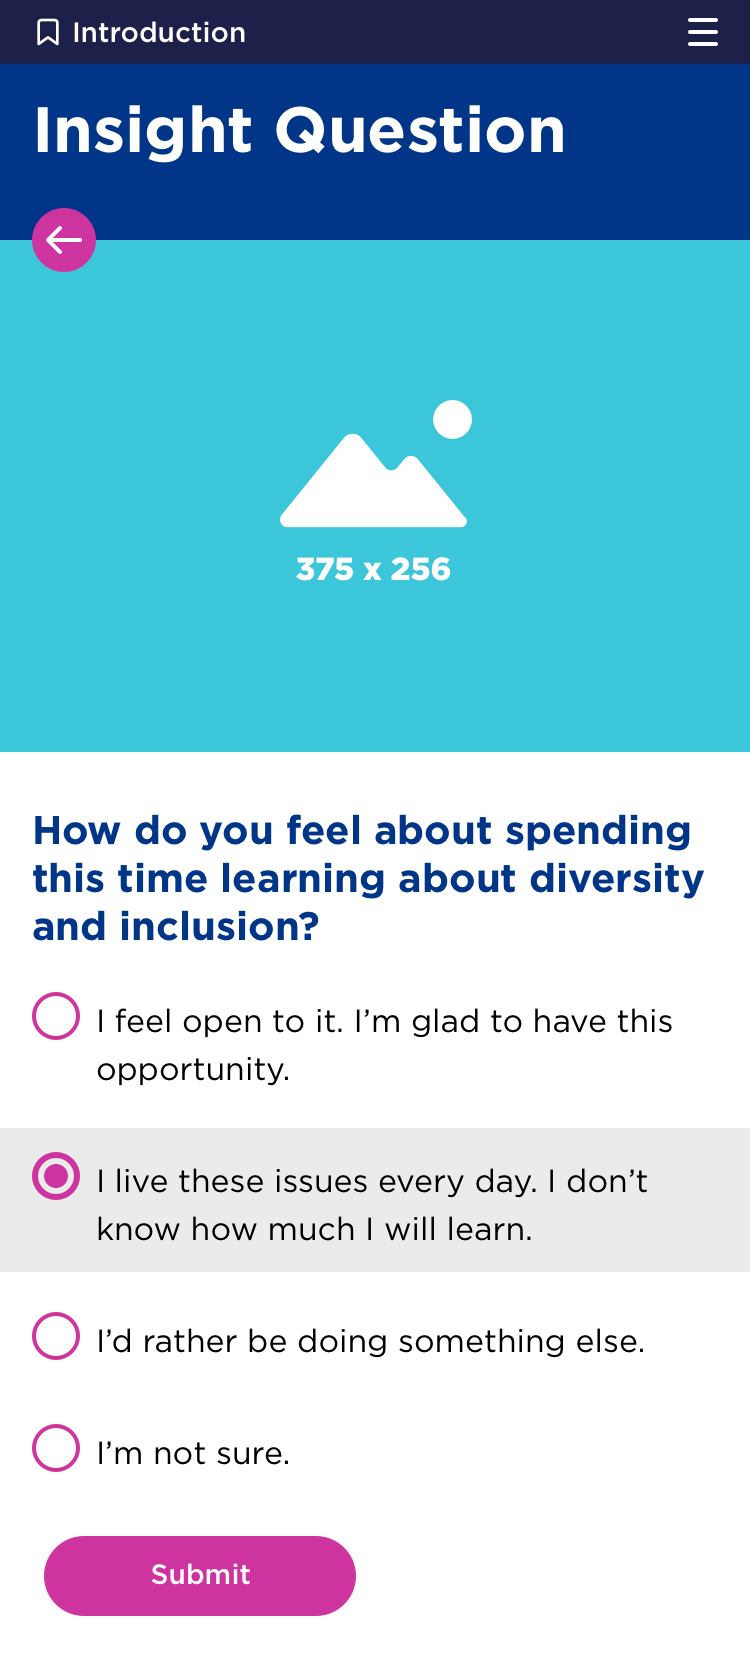 Introduction
Insight Question
375 x 256
How do you feel about spending
this time learning about diversity
and inclusion?
I feel open to it. I’m glad to have this
opportunity.
I live these issues every day. I don’t
know how much I will learn.
I’d rather be doing something else.
I’m not sure.
Submit